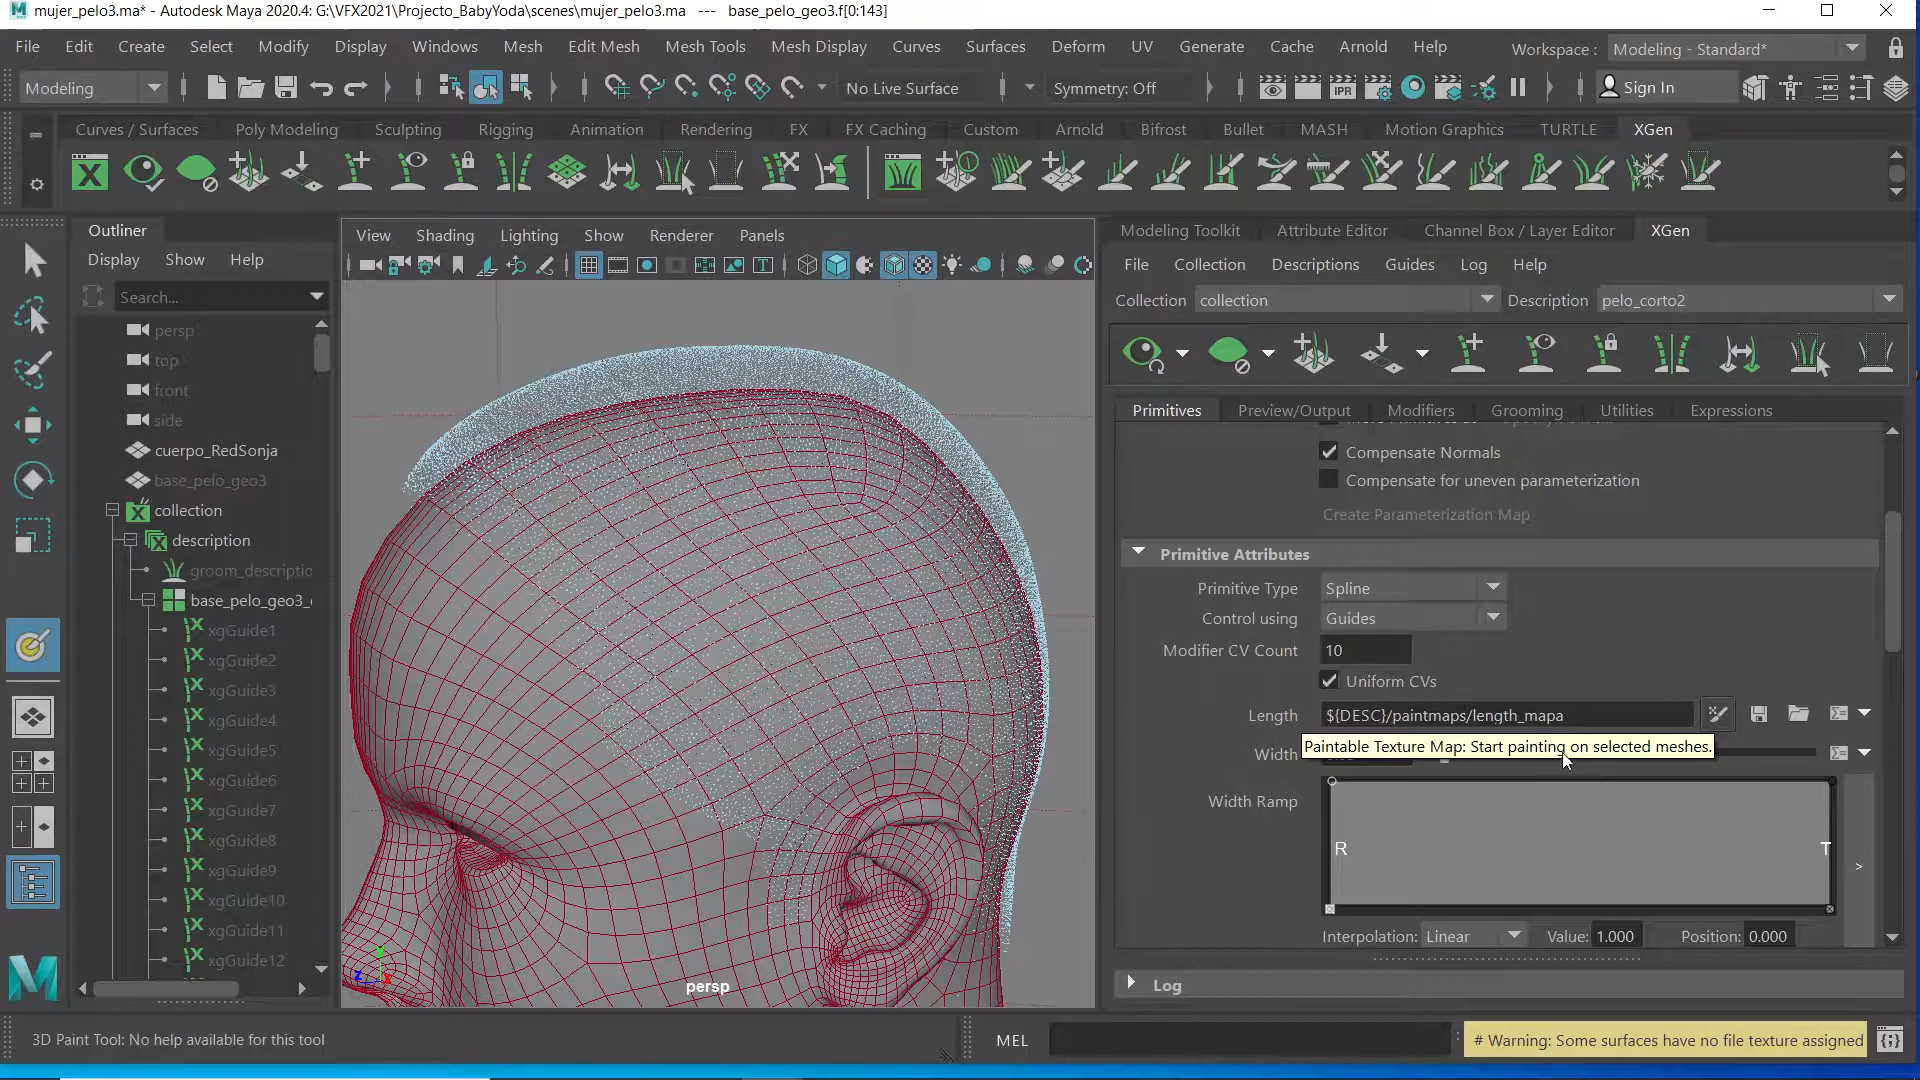 mujer_pelo3.ma* - Autodesk Maya 2020.4: G:\VFX2021\Projecto_BabyYoda\scenes\mujer_pelo3.ma --- base_pelo_geo3.f[0:143]
File Edit Create Select Modify Display Windows Mesh Edit Mesh Mesh Tools Mesh Display Curves Surfaces Deform UV Generate Cache Arnold Help Workspace : Modeling - Standard*
Modeling No Live Surface Symmetry: Off IPR Sign In
Curves / Surfaces Poly Modeling Sculpting Rigging Animation Rendering FX FX Caching Custom Arnold Bifrost Bullet MASH Motion Graphics TURTLE XGen
Outliner
Display Show Help
Search...
persp
top
front
side
cuerpo_RedSonja
base_pelo_geo3
collection
description
groom_descriptio
base_pelo_geo3_
xgGuide1
xgGuide2
xgGuide3
xgGuide4
xgGuide5
xgGuide6
xgGuide7
xgGuide8
xgGuide9
xgGuide10
xgGuide11
xgGuide12
View Shading Lighting Show Renderer Panels
persp
Modeling Toolkit Attribute Editor Channel Box / Layer Editor XGen
File Collection Descriptions Guides Log Help
Collection collection Description pelo_corto2
Primitives Preview/Output Modifiers Grooming Utilities Expressions
Compensate Normals
Compensate for uneven parameterization
Create Parameterization Map
Primitive Attributes
Primitive Type Spline
Control using Guides
Modifier CV Count 10
Uniform CVs
Length ${DESC}/paintmaps/length_mapa
Paintable Texture Map: Start painting on selected meshes.
Width
Width Ramp
R T
>
Interpolation: Linear Value: 1.000 Position: 0.000
Log
3D Paint Tool: No help available for this tool
MEL
# Warning: Some surfaces have no file texture assigned